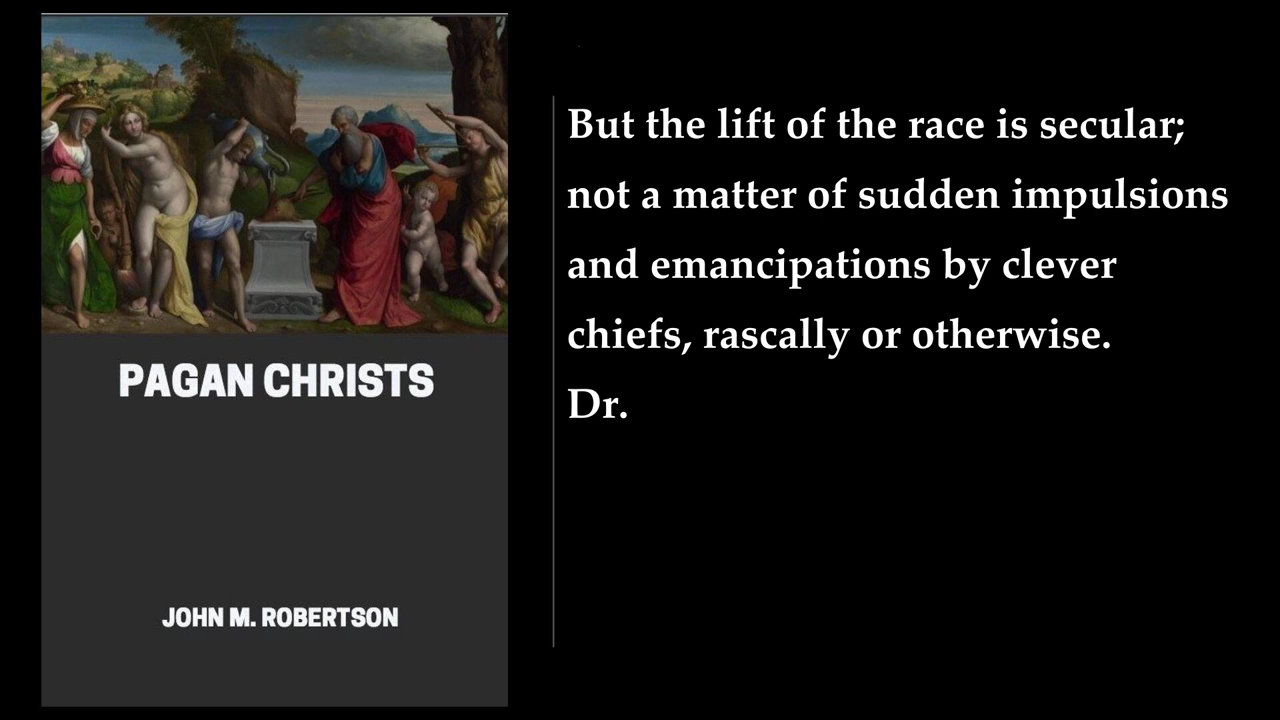 PAGAN CHRISTS
JOHN M. ROBERTSON
But the lift of the race is secular;
not a matter of sudden impulsions
and emancipations by clever
chiefs, rascally or otherwise.
Dr.